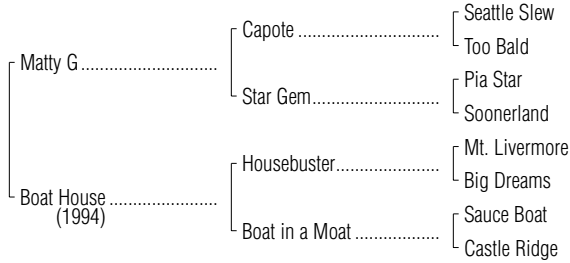 Seattle Slew
Capote
Too Bald
Matty G
Pia Star
Star Gem
Soonerland
Mt. Livermore
Housebuster
Big Dreams
Boat House
(1994)
Sauce Boat
Boat in a Moat
Castle Ridge